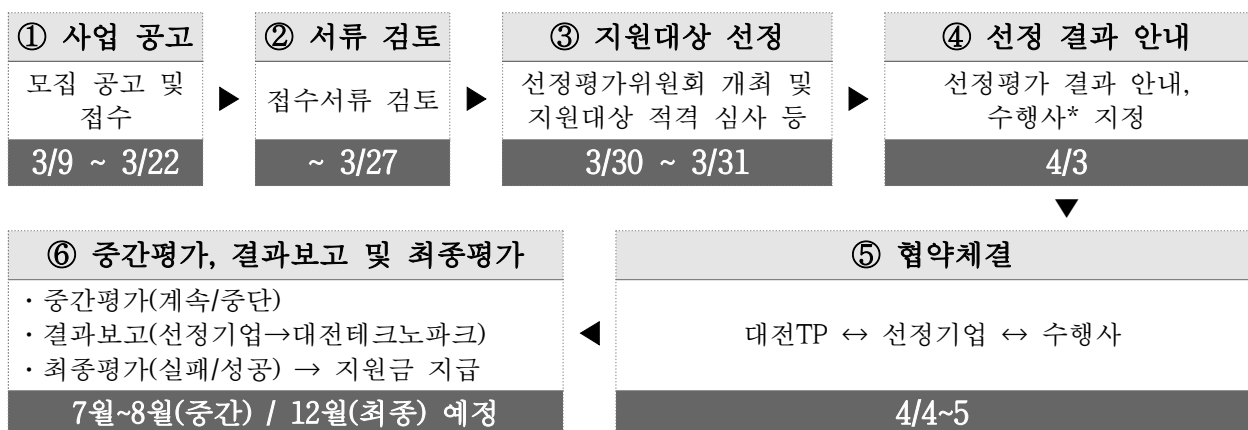 ① 사업 공고
모집 공고 및
접수
3/9 ~ 3/22
▶
② 서류 검토
접수서류 검토
~ 3/27
▶
③ 지원대상 선정
선정평가위원회 개최 및
지원대상 적격 심사 등
3/30 ~ 3/31
▶
④ 선정 결과 안내
선정평가 결과 안내,
수행사* 지정
4/3
▼
⑤ 협약체결
대전TP ↔ 선정기업 ↔ 수행사
4/4~5
◀
⑥ 중간평가, 결과보고 및 최종평가
· 중간평가(계속/중단)
· 결과보고(선정기업→대전테크노파크)
· 최종평가(실패/성공) → 지원금 지급
7월~8월(중간) / 12월(최종) 예정